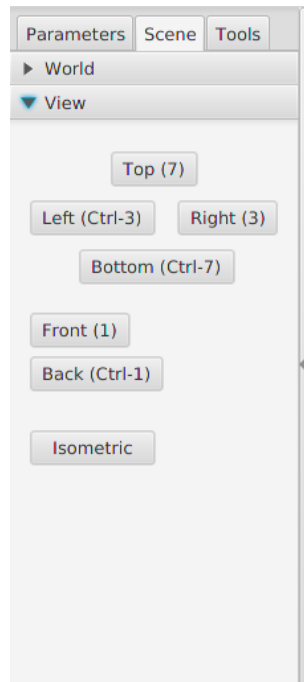 Parameters Scene Tools
World
View
Top (7)
Left (Ctrl-3) Right (3)
Bottom (Ctrl-7)
Front (1)
Back (Ctrl-1)
Isometric